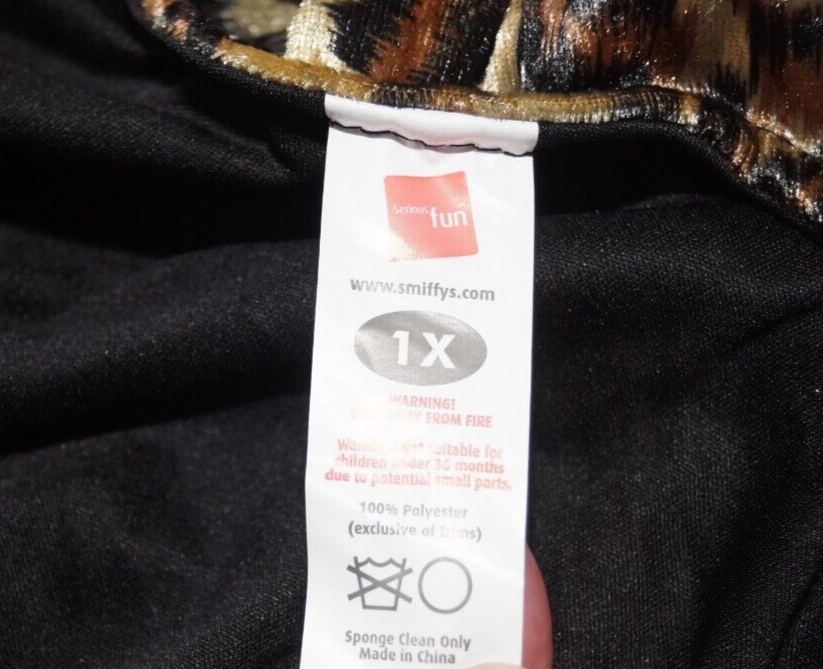 Serious
fun
www.smiffys.com
1X
WARNING!
FROM FIRE
Warning! Not suitable for
children under 36 months
due to potential small parts.
100% Polyester
(exclusive of trims)
Sponge Clean Only
Made in China